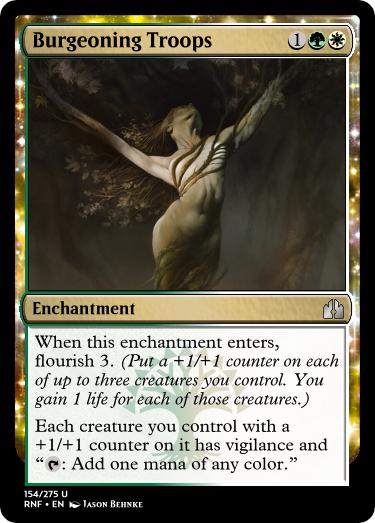 Burgeoning Troops 1
Enchantment
When this enchantment enters,
flourish 3. (Put a +1/+1 counter on each
of up to three creatures you control. You
gain 1 life for each of those creatures.)
Each creature you control with a
+1/+1 counter on it has vigilance and
“: Add one mana of any color.”
154/275 U
RNF • EN Jason Behnke